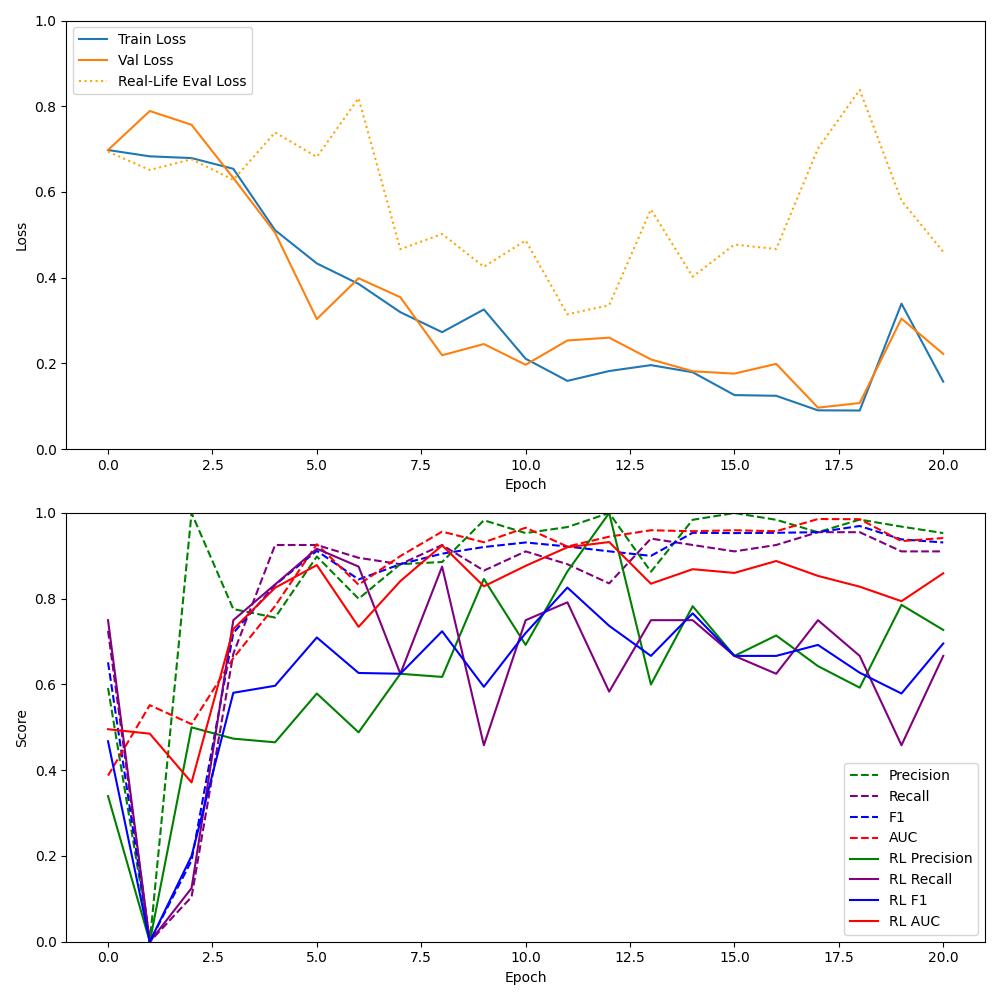 1.0
0.8
0.6
0.4
0.2
0.0
Loss
Train Loss
Val Loss
Real-Life Eval Loss
0.0 2.5 5.0 7.5 10.0 12.5 15.0 17.5 20.0
Epoch
1.0
0.8
0.6
0.4
0.2
0.0
Score
Precision
Recall
F1
AUC
RL Precision
RL Recall
RL F1
RL AUC
0.0 2.5 5.0 7.5 10.0 12.5 15.0 17.5 20.0
Epoch